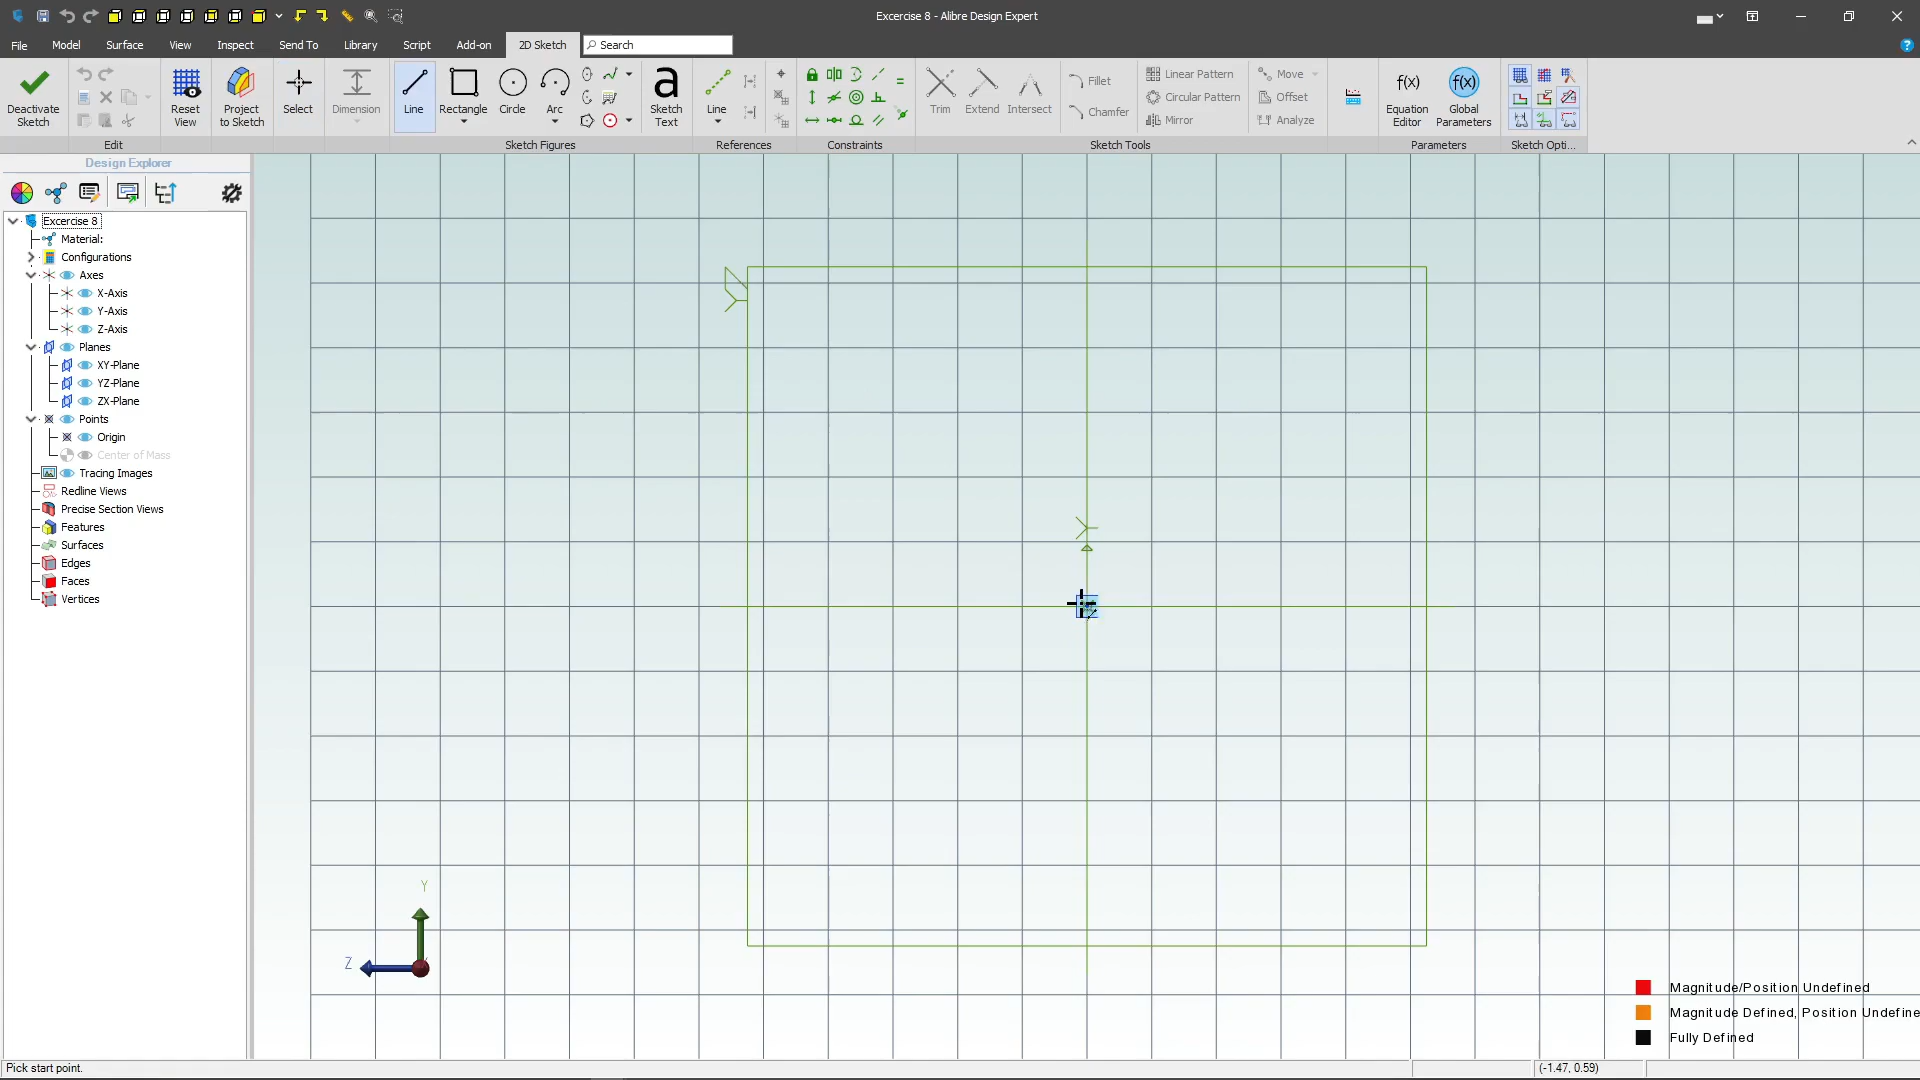 Excercise 8 - Alibre Design Expert
File Model Surface View Inspect Send To Library Script Add-on 2D Sketch Search
Deactivate Sketch
Reset View
Project to Sketch
Select
Dimension
Line
Rectangle
Circle
Arc
a
Sketch Text
Line
Trim
Extend
Intersect
Fillet
Chamfer
Linear Pattern
Circular Pattern
Mirror
Move
Offset
Analyze
f(x)
Equation Editor
f(x)
Global Parameters
Edit Sketch Figures References Constraints Sketch Tools Parameters Sketch Opti...
Design Explorer
Excercise 8
Material:
Configurations
Axes
X-Axis
Y-Axis
Z-Axis
Planes
XY-Plane
YZ-Plane
ZX-Plane
Points
Origin
Center of Mass
Tracing Images
Redline Views
Precise Section Views
Features
Surfaces
Edges
Faces
Vertices
Y
Z
Y
Magnitude/Position Undefined
Magnitude Defined, Position Undefine
Fully Defined
Pick start point.
(-1.47, 0.59)